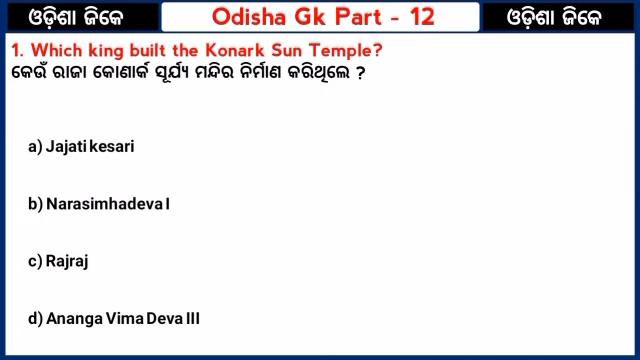 ଓଡ଼ିଶା ଜିକେ Odisha Gk Part - 12 ଓଡ଼ିଶା ଜିକେ
1. Which king built the Konark Sun Temple?
କେଉଁ ରାଜା କୋଣାର୍କ ସୂର୍ଯ୍ୟ ମନ୍ଦିର ନିର୍ମାଣ କରିଥିଲେ ?
a) Jajati kesari
b) Narasimhadeva I
c) Rajraj
d) Ananga Vima Deva III